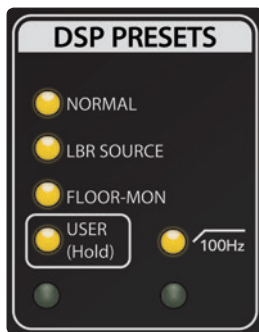 DSP PRESETS
NORMAL
LBR SOURCE
FLOOR-MON
USER
(Hold)
100Hz